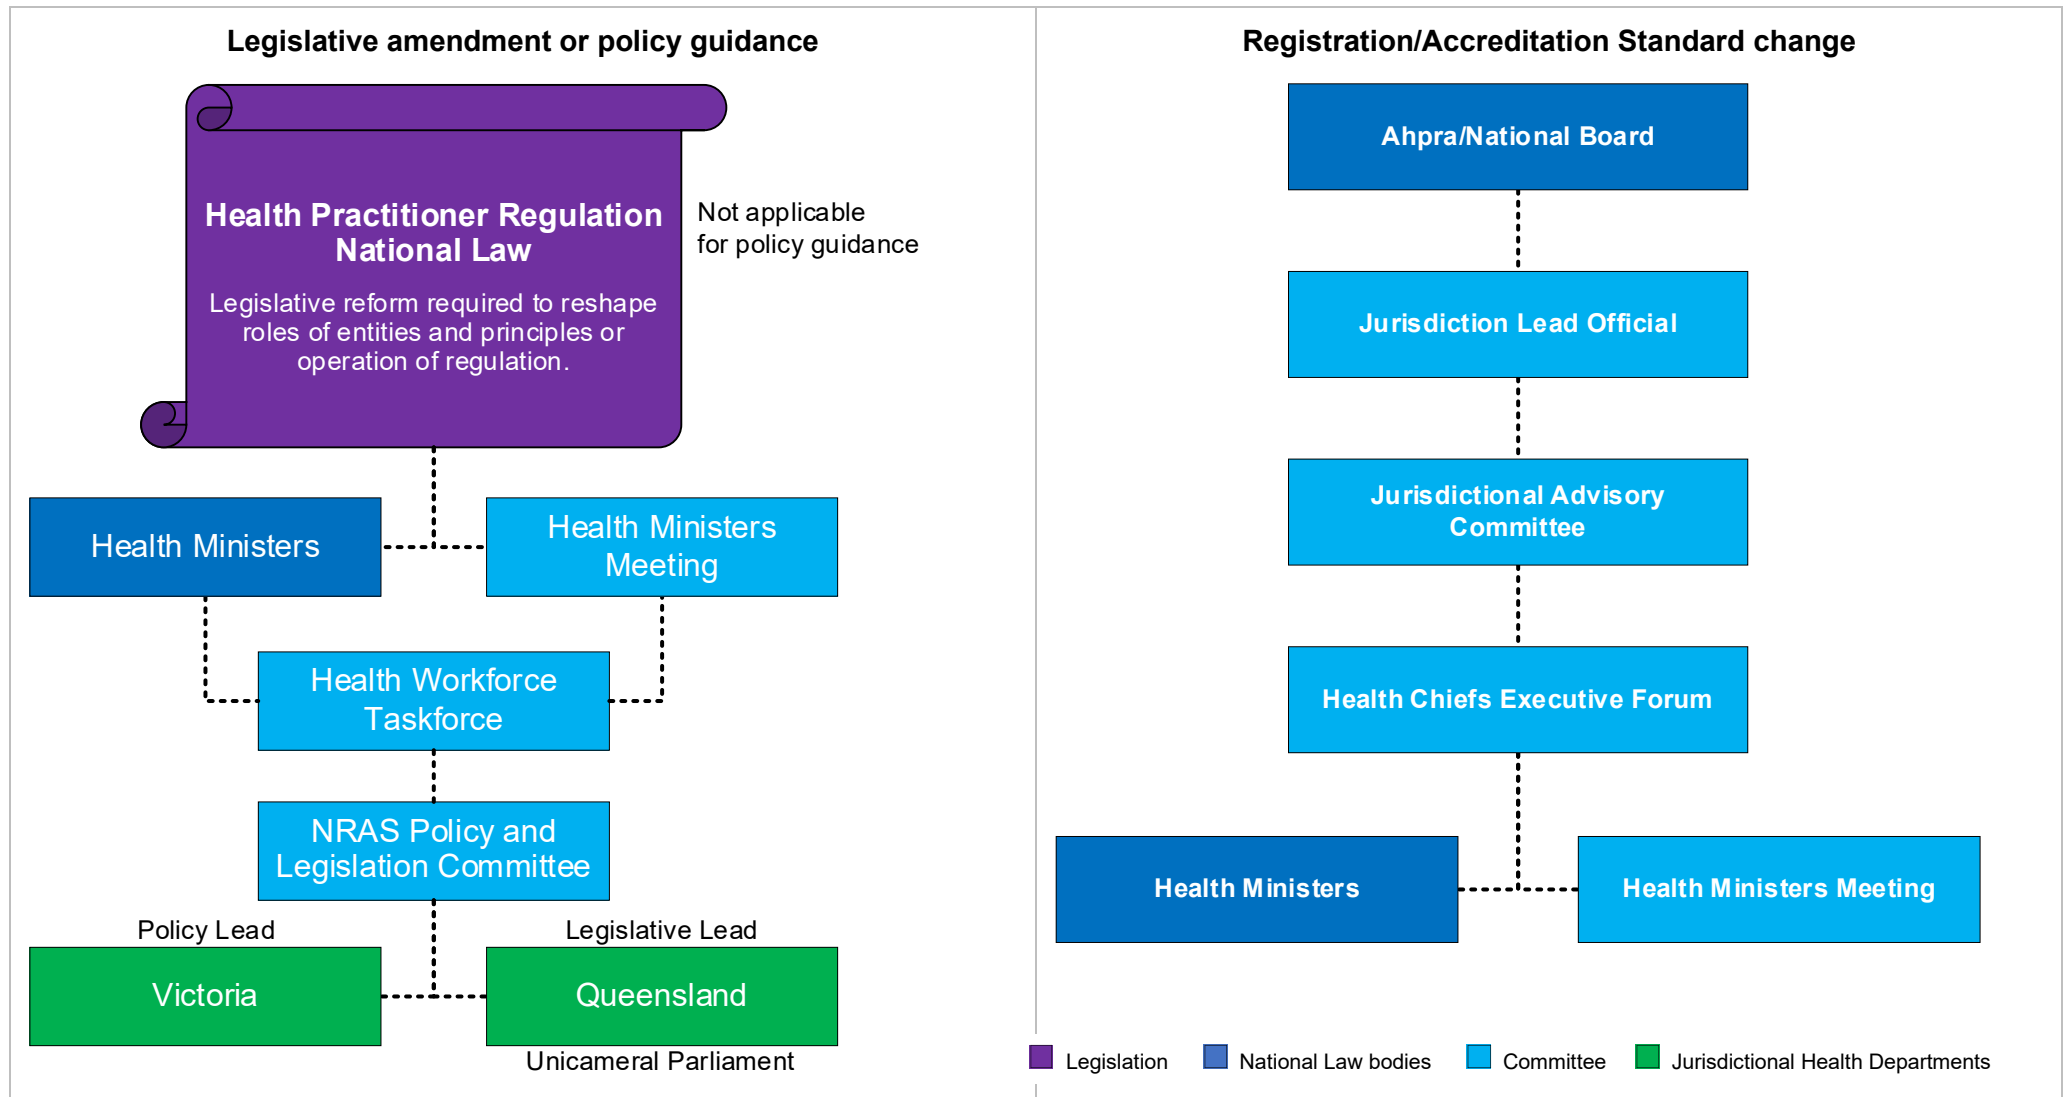 Legislative amendment or policy guidance
Health Practitioner Regulation
National Law
Legislative reform required to reshape
roles of entities and principles or
operation of regulation.
Not applicable
for policy guidance
Health Ministers
Health Ministers
Meeting
Health Workforce
Taskforce
NRAS Policy and
Legislation Committee
Policy Lead
Victoria
Legislative Lead
Queensland
Unicameral Parliament
Registration/Accreditation Standard change
Ahpra/National Board
Jurisdiction Lead Official
Jurisdictional Advisory
Committee
Health Chiefs Executive Forum
Health Ministers
Health Ministers Meeting
Legislation
National Law bodies
Committee
Jurisdictional Health Departments